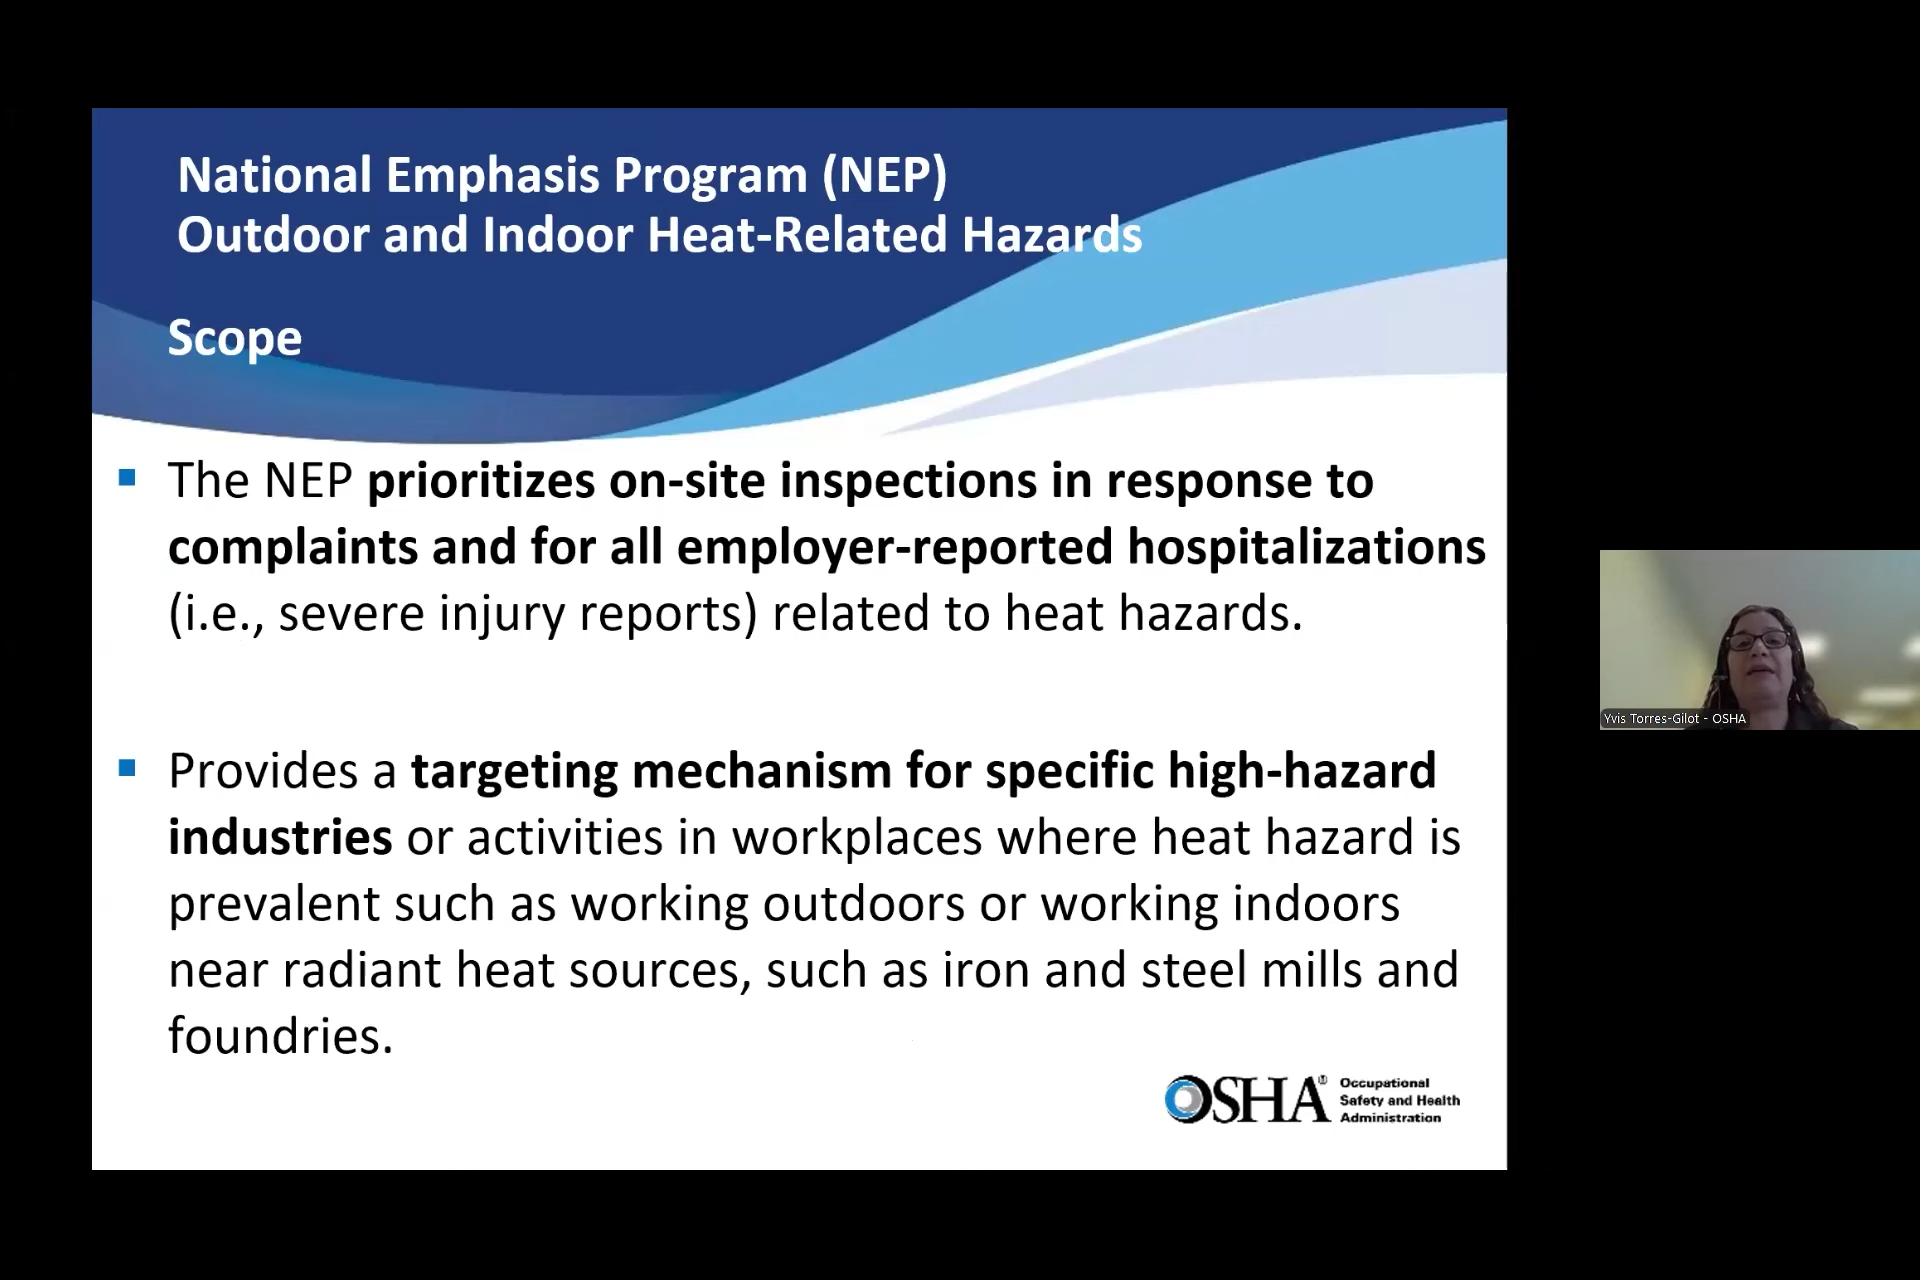 National Emphasis Program (NEP)
Outdoor and Indoor Heat-Related Hazards
Scope
The NEP prioritizes on-site inspections in response to
complaints and for all employer-reported hospitalizations
(i.e., severe injury reports) related to heat hazards.
Provides a targeting mechanism for specific high-hazard
industries or activities in workplaces where heat hazard is
prevalent such as working outdoors or working indoors
near radiant heat sources, such as iron and steel mills and
foundries.
OSHA®
Occupational
Safety and Health
Administration
Yvis Torres-Gilot - OSHA